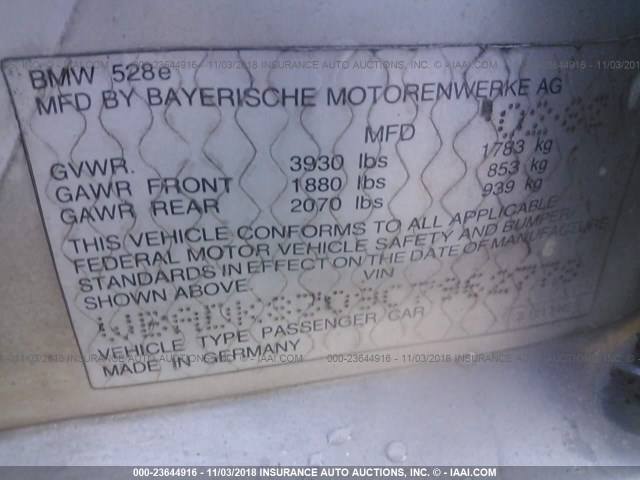 BMW 528e
MFD BY BAYERISCHE MOTORENWERKE AG
MFD
GVWR. 3930 lbs 1783 kg
GAWR FRONT 1880 lbs 853 kg
GAWR REAR 2070 lbs 939 kg
THIS VEHICLE CONFORMS TO ALL APPLICABLE
FEDERAL MOTOR VEHICLE SAFETY AND BUMPER
STANDARDS IN EFFECT ON THE DATE OF MANUFACTURE
SHOWN ABOVE. VIN
VEHICLE TYPE PASSENGER CAR
MADE IN GERMANY
000-23644916 - 11/03/2018 INSURANCE AUTO AUCTIONS, INC. - © IAAI.COM